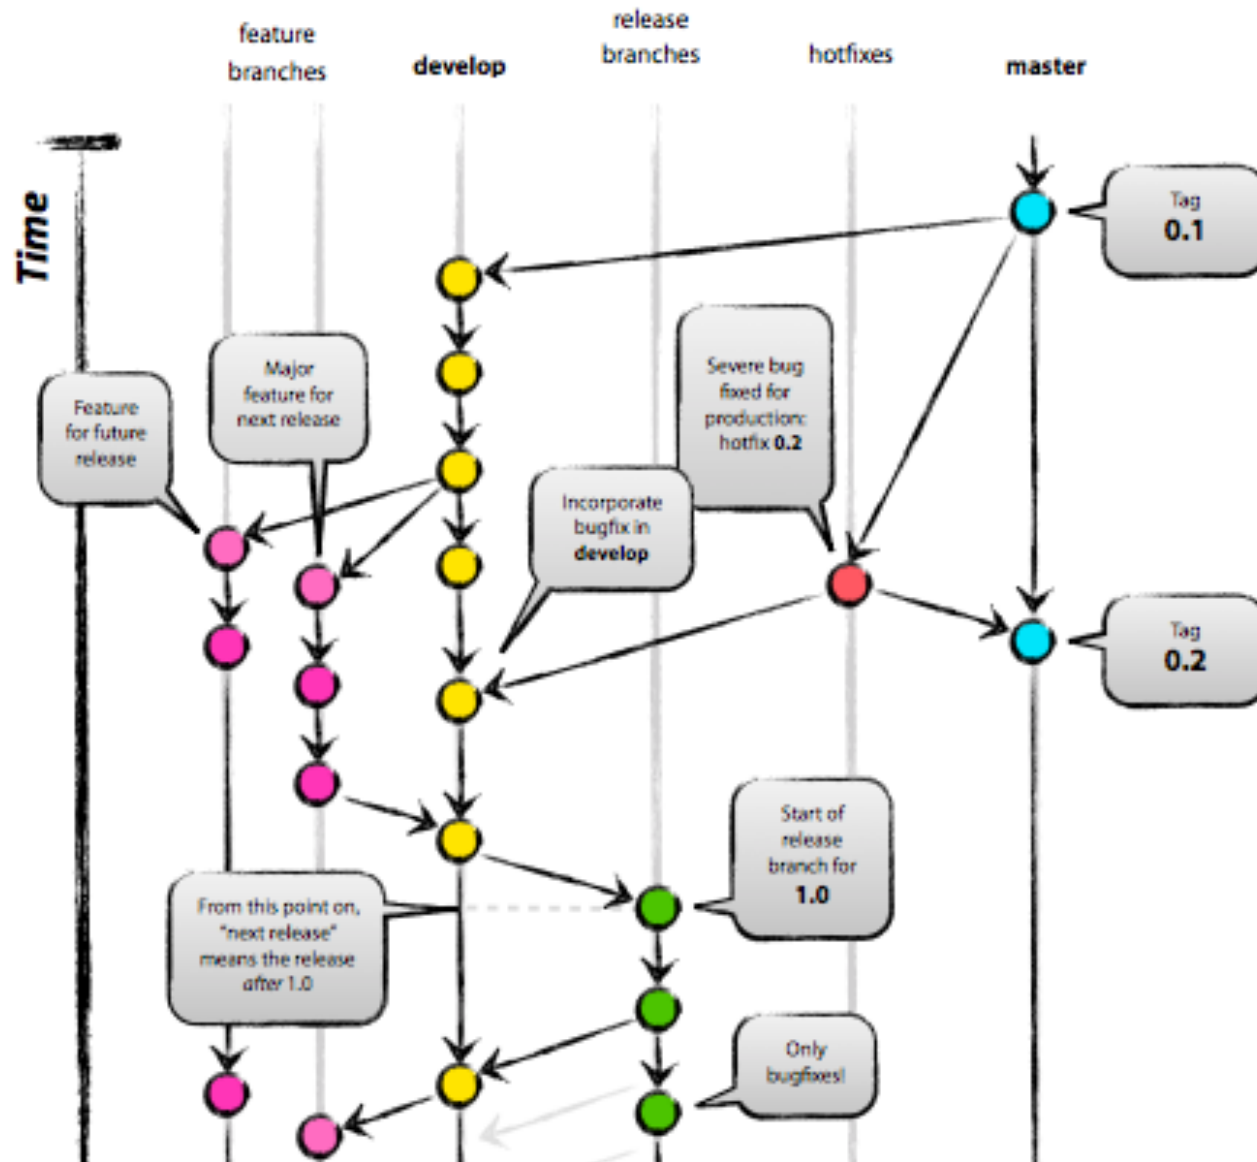 feature
branches
develop
release
branches
hotfixes
master
Time
Tag
0.1
Major
feature for
next release
Severe bug
fixed for
production:
hotfix 0.2
Feature
for future
release
Incorporate
bugfix in
develop
Tag
0.2
Start of
release
branch for
1.0
From this point on,
“next release”
means the release
after 1.0
Only
bugfixes!